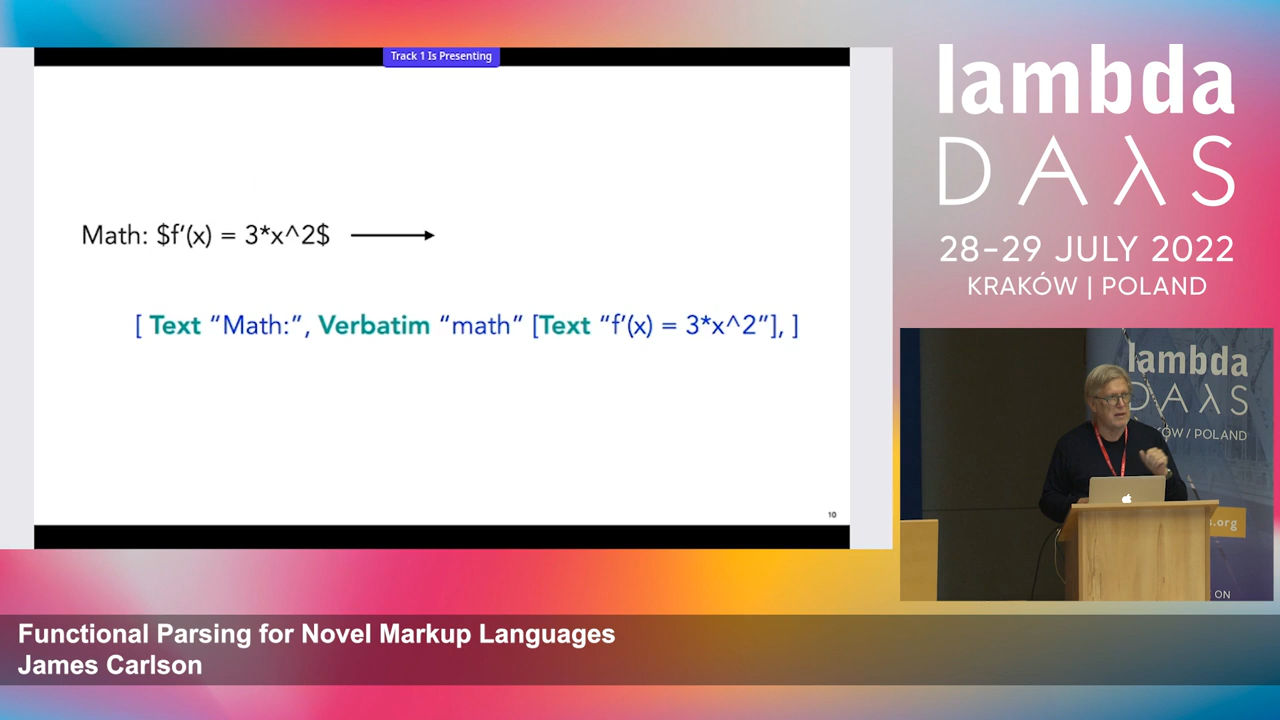 Track 1 Is Presenting
Math: $f'(x) = 3*x^2$
[ Text “Math:”, Verbatim “math” [Text “f'(x) = 3*x^2”], ]
10
lambda
DAλS
28–29 JULY 2022
KRAKÓW | POLAND
lambda
DAλS
KÓW / POLAND
s.org
ON
Functional Parsing for Novel Markup Languages
James Carlson